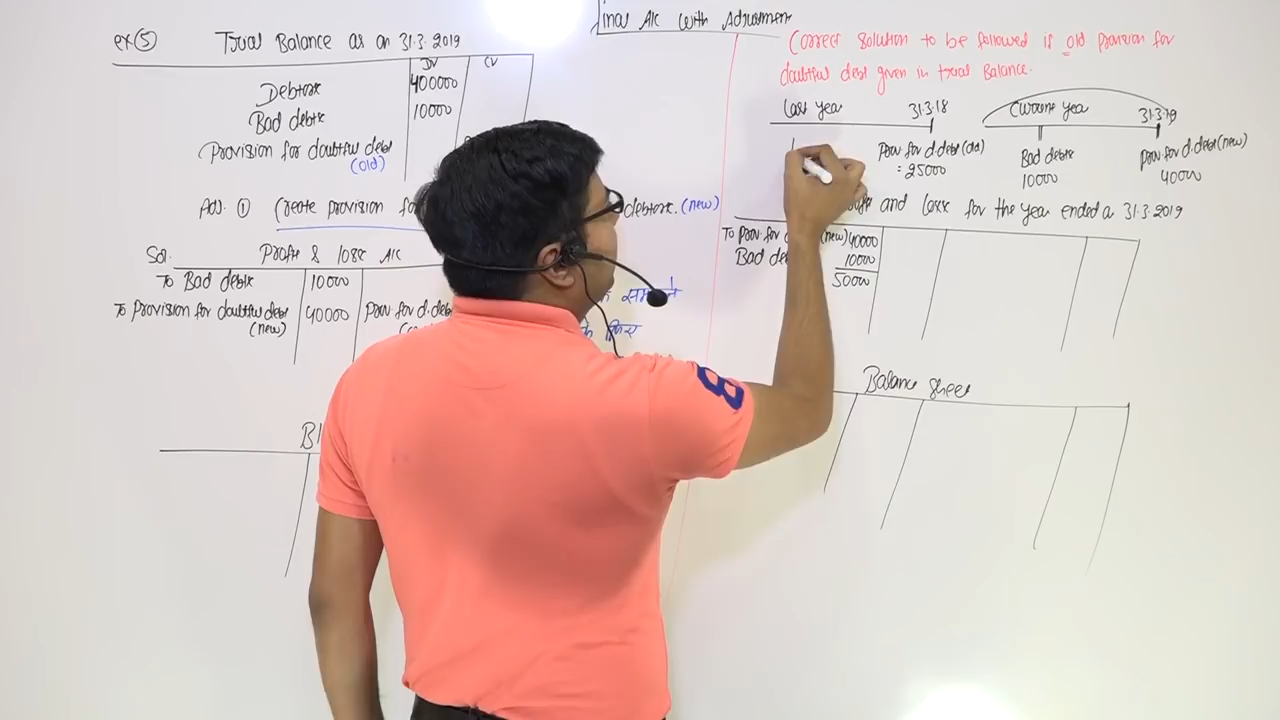 inal A/c with Adjustment
ex (5) Trial Balance as on 31.3.2019
Dr Cr
Debtors 400000
Bad debts 10000
Provision for doubtful debt
(old)
Adj. ① Create provision debtors. (new)
Sol. Profit & loss A/c
To Bad debts 10000
To Provision for doubtful debt 40000
(new)
Prov for d. debt
B
Correct solution to be followed is old provision for
doubtful debt given in trial Balance.
Last year 31.3.18 Current year 31.3.19
Prov. for d. debt (old)
= 25000
Bad debts
10000
Prov. for d. debt (new)
40000
and loss for the year ended a 31.3.2019
To prov. for (new) 40000
Bad 10000
50000
Balance sheet
8